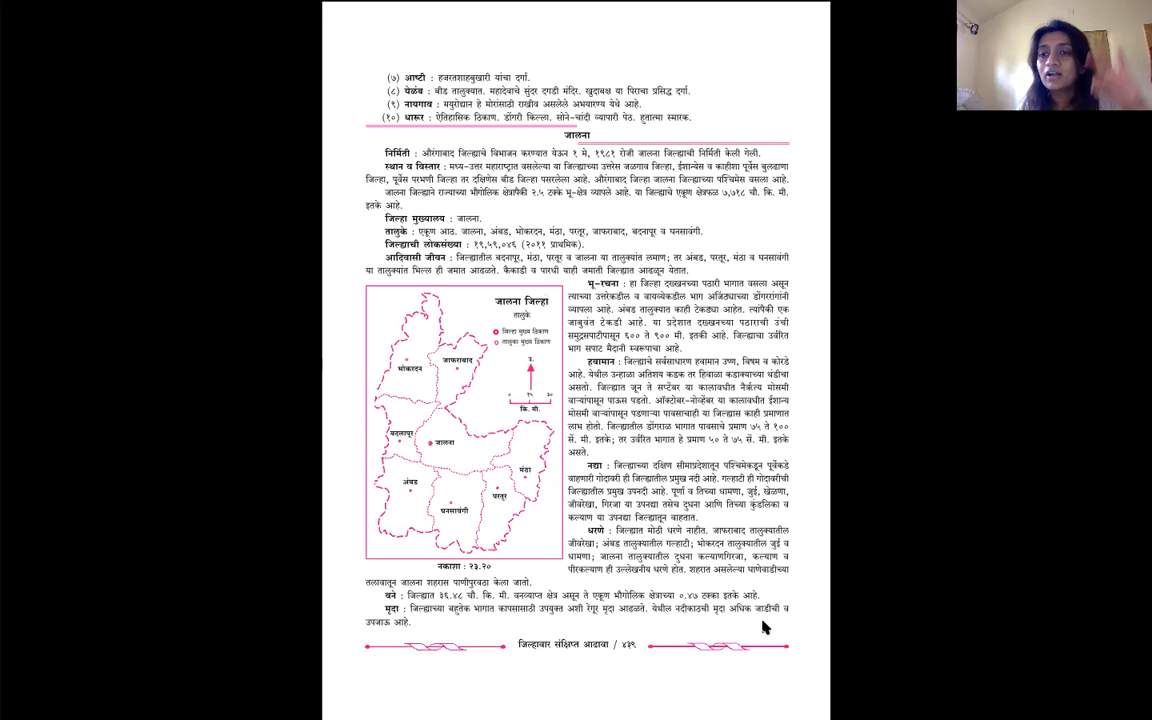 (७) आष्टी : हजरतशाहबुखारी यांचा दर्गा.
(८) येळंब : बीड तालुक्यात. महादेवाचे सुंदर दगडी मंदिर. खुदाबक्ष या पिराचा प्रसिद्ध दर्गा.
(९) नायगाव : मयुरोद्यान हे मोरांसाठी राखीव असलेले अभयारण्य येथे आहे.
(१०) धारूर : ऐतिहासिक ठिकाण. डोंगरी किल्ला. सोने-चांदी व्यापारी पेठ. हुतात्मा स्मारक.
जालना
निर्मिती : औरंगाबाद जिल्ह्याचे विभाजन करण्यात येऊन १ मे, १९८१ रोजी जालना जिल्ह्याची निर्मिती केली गेली.
स्थान व विस्तार : मध्य-उत्तर महाराष्ट्रात वसलेल्या या जिल्ह्याच्या उत्तरेस जळगाव जिल्हा, ईशान्येस व काहीशा पूर्वेस बुलढाणा
जिल्हा, पूर्वेस परभणी जिल्हा तर दक्षिणेस बीड जिल्हा पसरलेला आहे. औरंगाबाद जिल्हा जालना जिल्ह्याच्या पश्चिमेस वसला आहे.
जालना जिल्ह्याने राज्याच्या भौगोलिक क्षेत्रापैकी २.५ टक्के भू-क्षेत्र व्यापले आहे. या जिल्ह्याचे एकूण क्षेत्रफळ ७,७१८ चौ. कि. मी.
इतके आहे.
जिल्हा मुख्यालय : जालना.
तालुके : एकूण आठ. जालना, अंबड, भोकरदन, मंठा, परतूर, जाफराबाद, बदनापूर व घनसावंगी.
जिल्ह्याची लोकसंख्या : १९,५९,०४६ (२०११ प्राथमिक).
आदिवासी जीवन : जिल्ह्यातील बदनापूर, मंठा, परतूर व जालना या तालुक्यांत लमाण; तर अंबड, परतूर, मंठा व घनसावंगी
या तालुक्यांत भिल्ल ही जमात आढळते. कैकाडी व पारधी याही जमाती जिल्ह्यात आढळून येतात.
जालना जिल्हा
तालुके
जिल्हा मुख्य ठिकाण
तालुका मुख्य ठिकाण
उ.
० १५ ३०
कि. मी.
भोकरदन
जाफराबाद
बदलापूर
जालना
अंबड
घनसावंगी
परतूर
मंठा
नकाशा : २३.२०
भू-रचना : हा जिल्हा दख्खनच्या पठारी भागात वसला असून
त्याच्या उत्तरेकडील व वायव्येकडील भाग अजिंठ्याच्या डोंगररांगांनी
व्यापला आहे. अंबड तालुक्यात काही टेकड्या आहेत. त्यांपैकी एक
जाबुवंत टेकडी आहे. या प्रदेशात दख्खनच्या पठाराची उंची
समुद्रसपाटीपासून ६०० ते ९०० मी. इतकी आहे. जिल्ह्याचा उर्वरित
भाग सपाट मैदानी स्वरूपाचा आहे.
हवामान : जिल्ह्याचे सर्वसाधारण हवामान उष्ण, विषम व कोरडे
आहे. येथील उन्हाळा अतिशय कडक तर हिवाळा कडाक्याच्या थंडीचा
असतो. जिल्ह्यात जून ते सप्टेंबर या कालावधीत नैर्ऋत्य मोसमी
वाऱ्यांपासून पाऊस पडतो. ऑक्टोबर-नोव्हेंबर या कालावधीत ईशान्य
मोसमी वाऱ्यांपासून पडणाऱ्या पावसाचाही या जिल्ह्यास काही प्रमाणात
लाभ होतो. जिल्ह्यातील डोंगराळ भागात पावसाचे प्रमाण ७५ ते १००
सें. मी. इतके; तर उर्वरित भागात हे प्रमाण ५० ते ७५ सें. मी. इतके
असते.
नद्या : जिल्ह्याच्या दक्षिण सीमाप्रदेशातून पश्चिमेकडून पूर्वेकडे
वाहणारी गोदावरी ही जिल्ह्यातील प्रमुख नदी आहे. गल्हाटी ही गोदावरीची
जिल्ह्यातील प्रमुख उपनदी आहे. पूर्णा व तिच्या धामणा, जुई, खेळणा,
जीवरेखा, गिरजा या उपनद्या तसेच दुधना आणि तिच्या कुंडलिका व
कल्याण या उपनद्या जिल्ह्यातून वाहतात.
धरणे : जिल्ह्यात मोठी धरणे नाहीत. जाफराबाद तालुक्यातील
जीवरेखा; अंबड तालुक्यातील गल्हाटी; भोकरदन तालुक्यातील जुई व
धामणा; जालना तालुक्यातील दुधना कल्याणगिरजा, कल्याण व
पीरकल्याण ही उल्लेखनीय धरणे होत. शहरात असलेल्या घाणेवाडीच्या
तलावातून जालना शहरास पाणीपुरवठा केला जातो.
वने : जिल्ह्यात ३६.४८ चौ. कि. मी. वनव्याप्त क्षेत्र असून ते एकूण भौगोलिक क्षेत्राच्या ०.४७ टक्का इतके आहे.
मृदा : जिल्ह्याच्या बहुतेक भागात कापसासाठी उपयुक्त अशी रेगूर मृदा आढळते. येथील नदीकाठची मृदा अधिक जाडीची व
उपजाऊ आहे.
जिल्हावार संक्षिप्त आढावा / ४३९